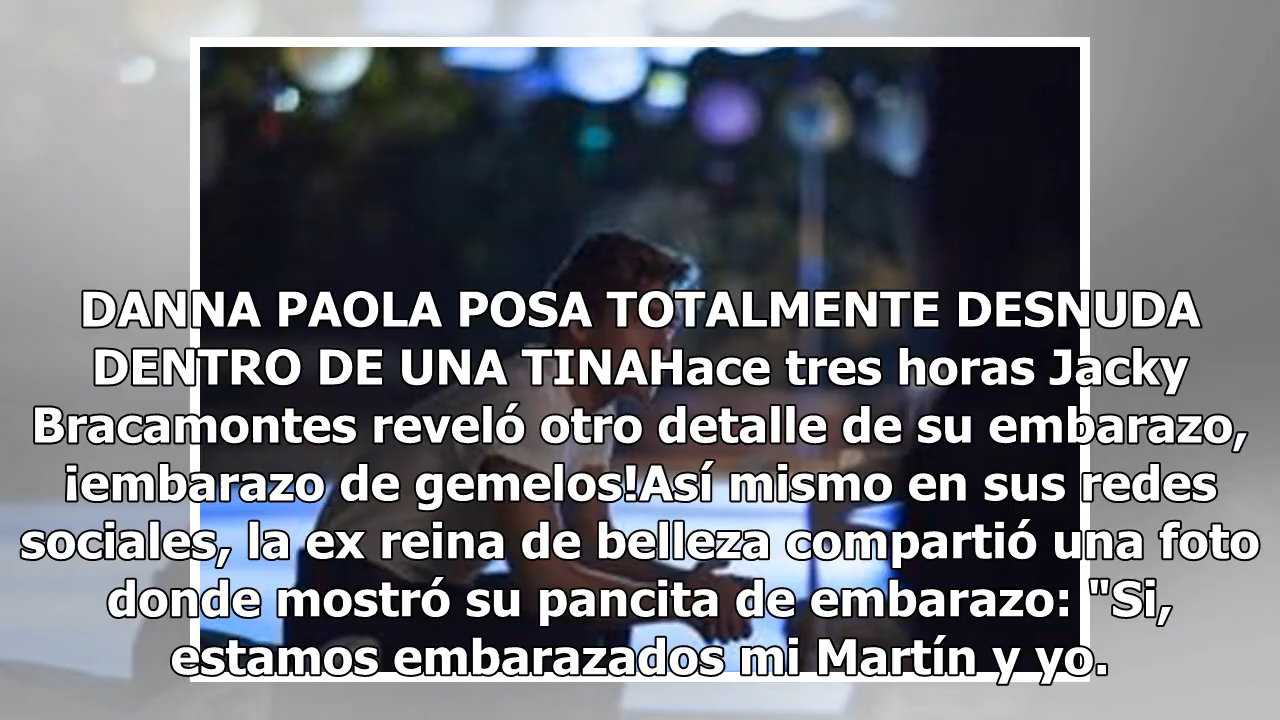 DANNA PAOLA POSA TOTALMENTE DESNUDA
DENTRO DE UNA TINAHace tres horas Jacky
Bracamontes reveló otro detalle de su embarazo,
¡embarazo de gemelos!Así mismo en sus redes
sociales, la ex reina de belleza compartió una foto
donde mostró su pancita de embarazo: "Si,
estamos embarazados mi Martín y yo.